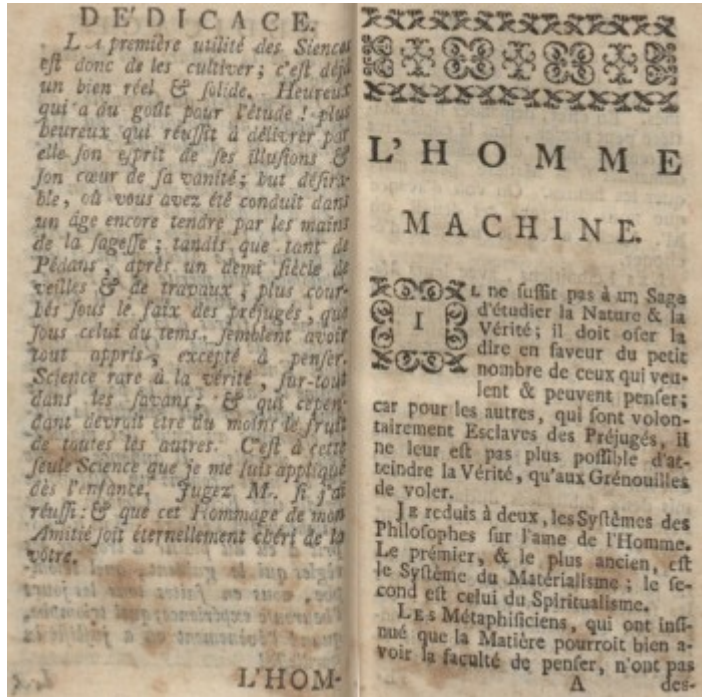 DE'DICACE.
LA première utilité des Siences
eſt donc de les cultiver; c'eſt déja
un bien réel & ſolide. Heureux
qui a du goût pour l'étude! plus
heureux qui réuſſit à délivrer par
elle ſon eſprit de ſes illuſions &
ſon cœur de ſa vanité; but déſira-
ble, où vous avez été conduit dans
un âge encore tendre par les mains
de la ſageſſe; tandis que tant de
Pédans, après un demi ſiècle de
veilles & de travaux, plus cour-
bés ſous le faix des préjugés, que
ſous celui du tems, ſemblent avoir
tout appris, excepté à penſer.
Science rare à la vérité, ſur-tout
dans les ſavans; & qui cepen-
dant devroit être du moins le fruit
de toutes les autres. C'eſt à cette
ſeule Science que je me ſuis appliqué
dès l'enfance. Jugez M. ſi j'ai
réuſſi: & que cet Hommage de mon
Amitié ſoit éternellement chéri de la
vôtre.
L'HOM-
L'HOMME
MACHINE.
IL ne ſuffit pas à un Sage
d'étudier la Nature & la
Vérité; il doit oſer la
dire en faveur du petit
nombre de ceux qui veu-
lent & peuvent penſer;
car pour les autres, qui ſont volon-
tairement Eſclaves des Préjugés, il
ne leur eſt pas plus poſſible d'at-
teindre la Vérité, qu'aux Grénouilles
de voler.
JE reduis à deux, les Syſtèmes des
Philoſophes ſur l'ame de l'Homme.
Le prémier, & le plus ancien, eſt
le Syſtème du Matérialiſme; le ſe-
cond eſt celui du Spiritualiſme.
LES Métaphiſiciens, qui ont inſi-
nué que la Matière pourroit bien a-
voir la faculté de penſer, n'ont pas
A des-